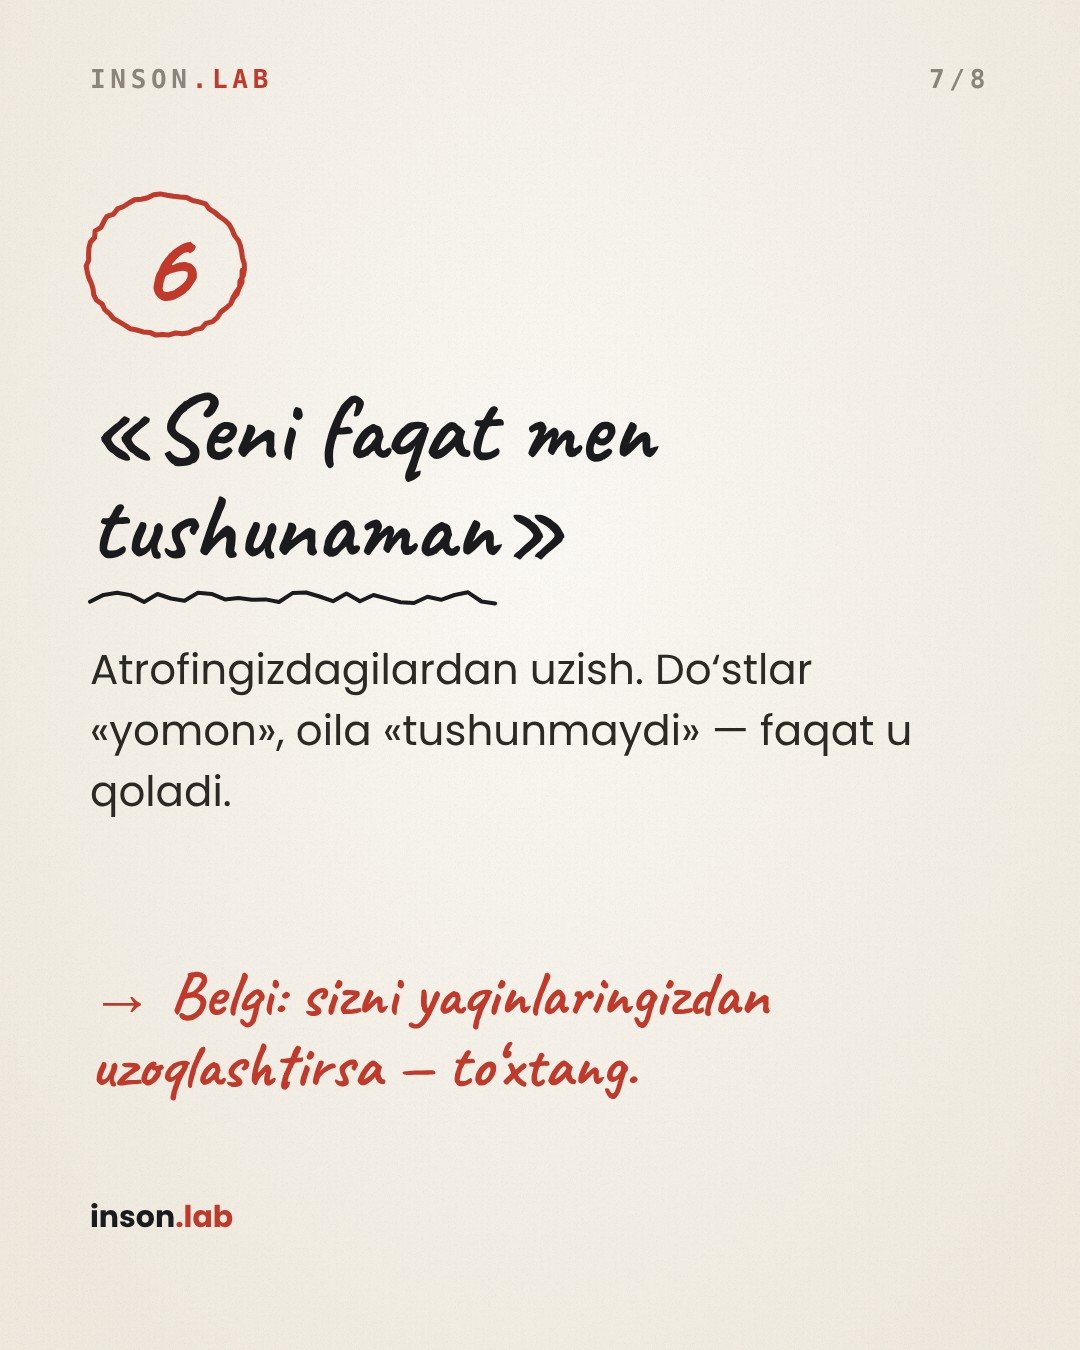 INSON.LAB
7/8
6
«Seni faqat men
tushunaman»
Atrofingizdagilardan uzish. Do‘stlar
«yomon», oila «tushunmaydi» — faqat u
qoladi.
→ Belgi: sizni yaqinlaringizdan
uzoqlashtirsa — to‘xtang.
inson.lab